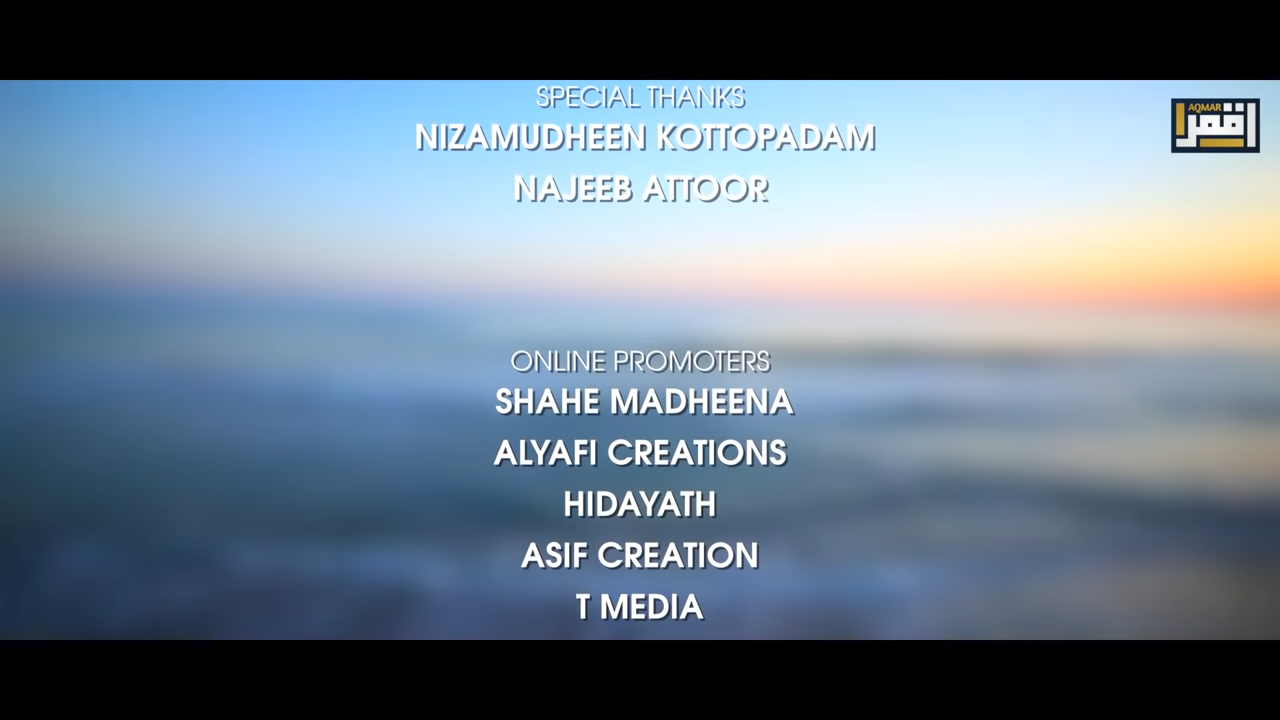 SPECIAL THANKS
NIZAMUDHEEN KOTTOPADAM
NAJEEB ATTOOR
AQMAR
اقمر
ONLINE PROMOTERS
SHAHE MADHEENA
ALYAFI CREATIONS
HIDAYATH
ASIF CREATION
T MEDIA